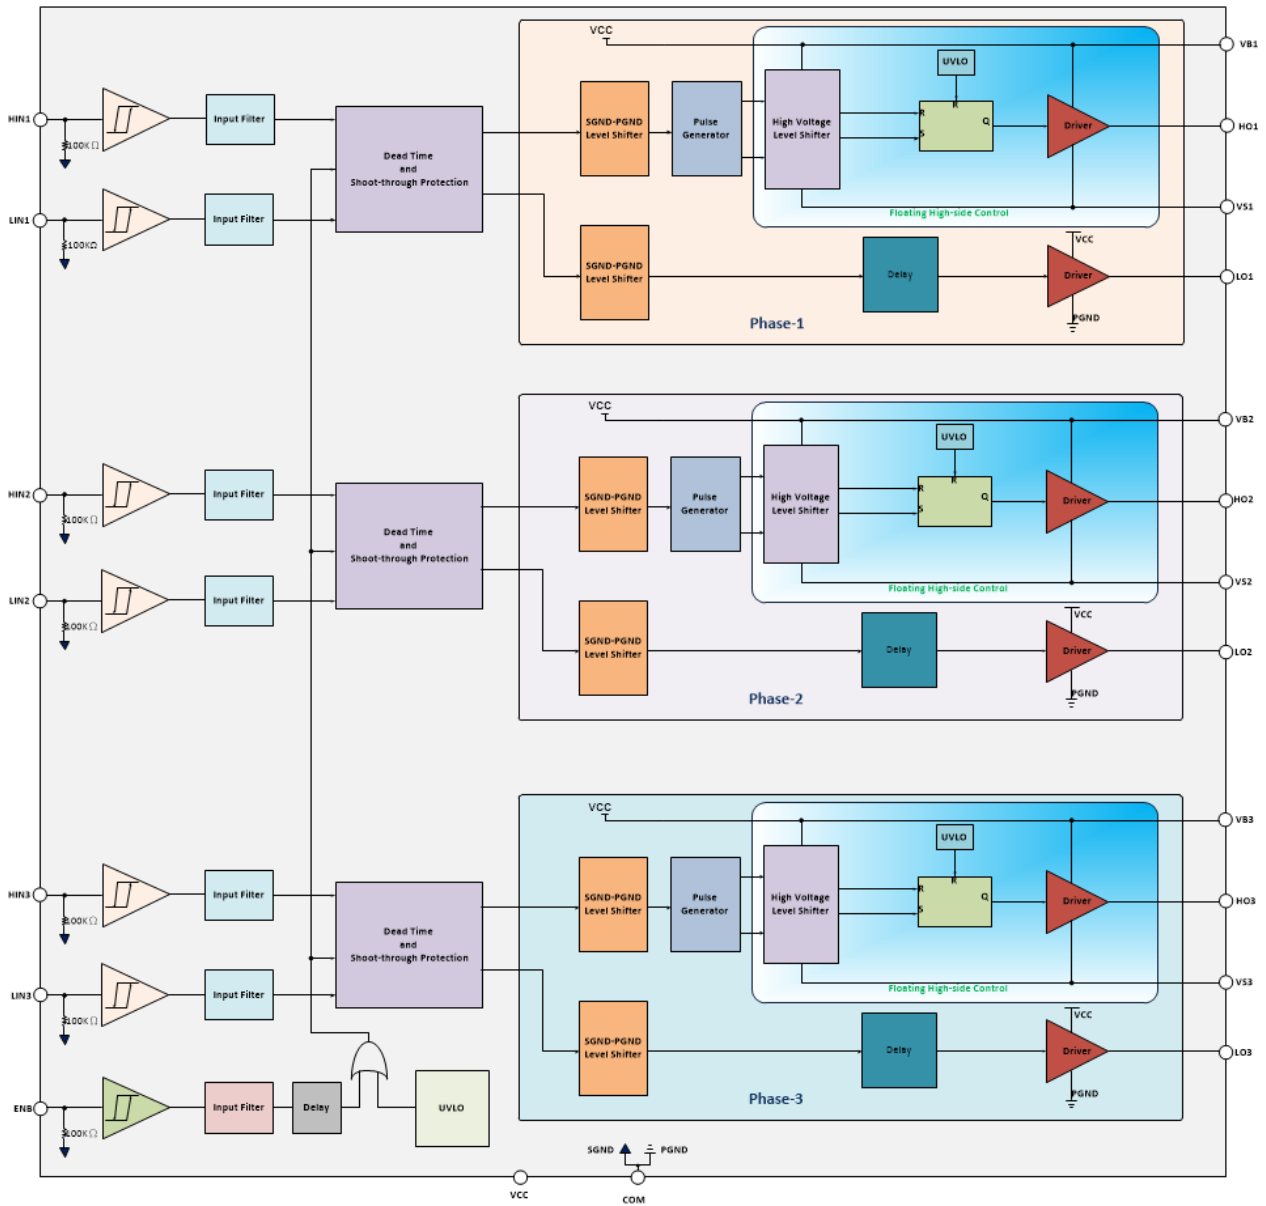 VCC
VB1
UVLO
HIN1
100KΩ
Input Filter
SGND-PGND
Level Shifter
Pulse
Generator
High Voltage
Level Shifter
R
R
S
Q
Driver
HO1
Dead Time
and
Shoot-through Protection
LIN1
100KΩ
Input Filter
VS1
Floating High-side Control
SGND-PGND
Level Shifter
Delay
VCC
Driver
LO1
PGND
Phase-1
VCC
VB2
UVLO
HIN2
100KΩ
Input Filter
SGND-PGND
Level Shifter
Pulse
Generator
High Voltage
Level Shifter
R
R
S
Q
Driver
HO2
Dead Time
and
Shoot-through Protection
LIN2
100KΩ
Input Filter
VS2
Floating High-side Control
SGND-PGND
Level Shifter
Delay
VCC
Driver
LO2
PGND
Phase-2
VCC
VB3
UVLO
HIN3
100KΩ
Input Filter
SGND-PGND
Level Shifter
Pulse
Generator
High Voltage
Level Shifter
R
R
S
Q
Driver
HO3
Dead Time
and
Shoot-through Protection
LIN3
100KΩ
Input Filter
VS3
Floating High-side Control
SGND-PGND
Level Shifter
Delay
VCC
Driver
LO3
PGND
Phase-3
ENB
100KΩ
Input Filter
Delay
UVLO
SGND
PGND
VCC
COM